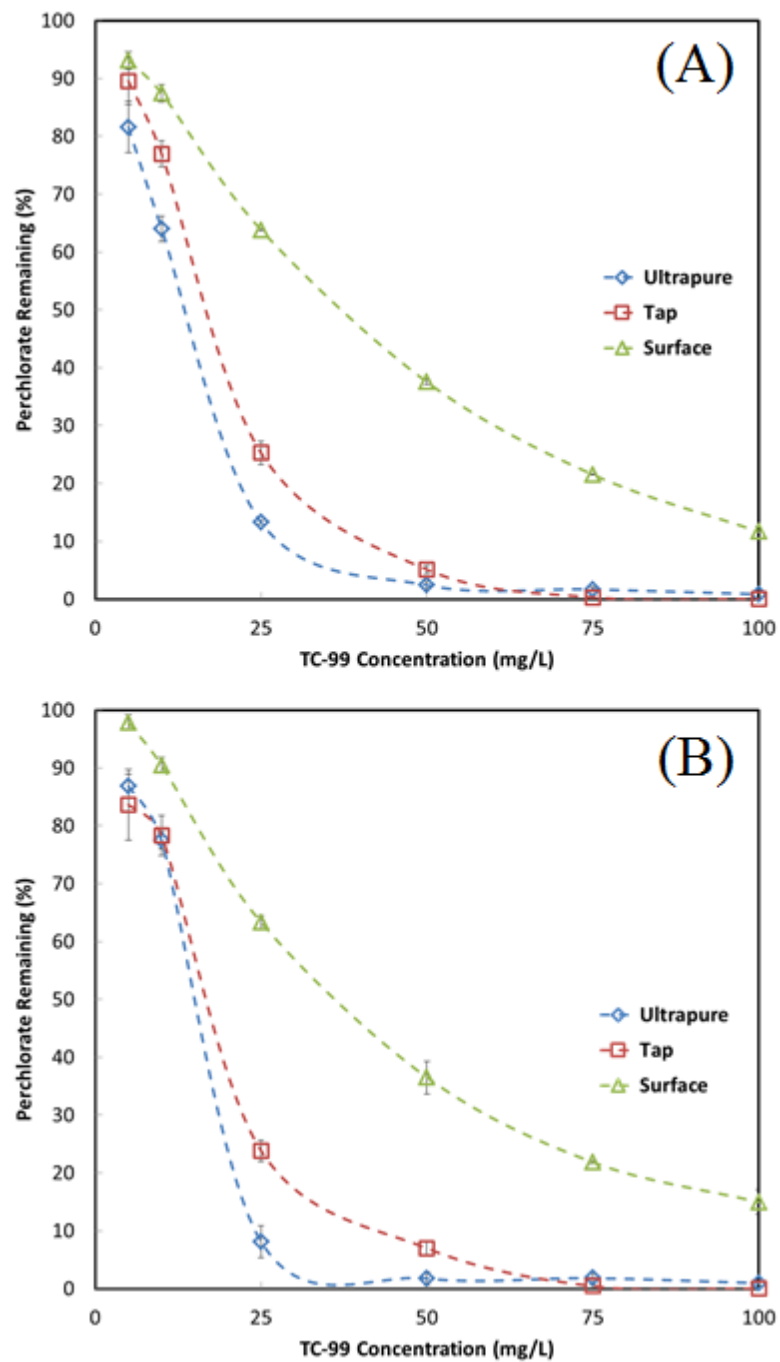 (A)
100
90
80
70
60
50
40
30
20
10
0
Perchlorate Remaining (%)
Ultrapure
Tap
Surface
0 25 50 75 100
TC-99 Concentration (mg/L)
(B)
100
90
80
70
60
50
40
30
20
10
0
Perchlorate Remaining (%)
Ultrapure
Tap
Surface
0 25 50 75 100
TC-99 Concentration (mg/L)